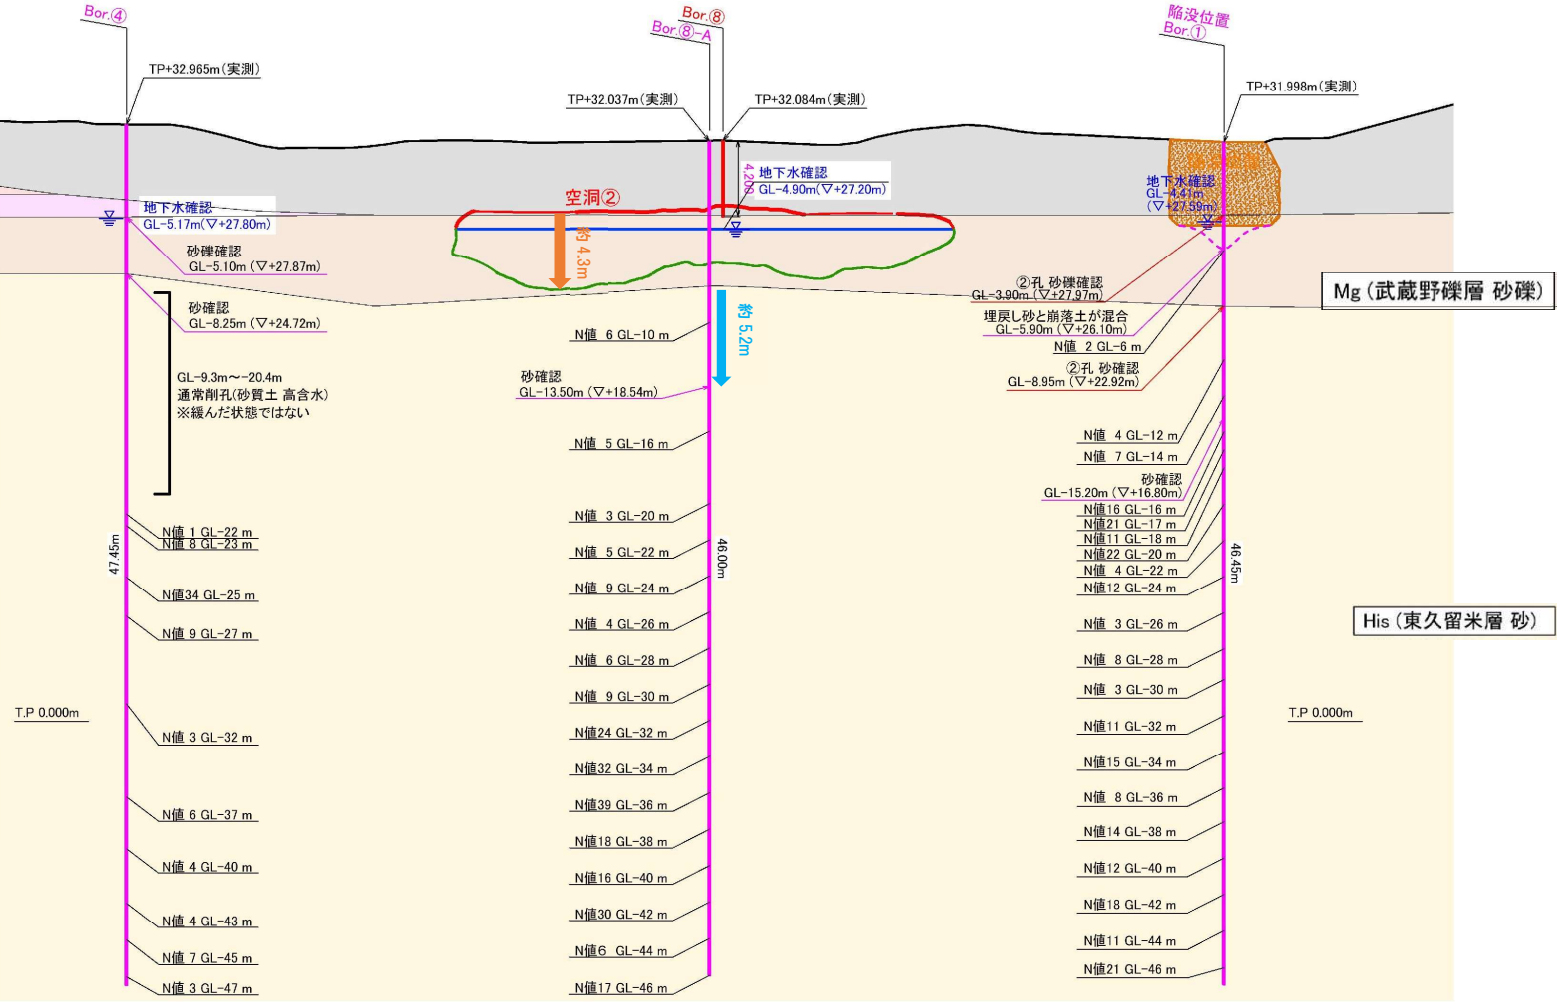 Bor.④
TP+32.965m(実測)
地下水確認
GL-5.17m(▽+27.80m)
砂礫確認
GL-5.10m (▽+27.87m)
砂確認
GL-8.25m (▽+24.72m)
GL-9.3m～-20.4m
通常削孔(砂質土 高含水)
※緩んだ状態ではない
47.45m
N値 1 GL-22 m
N値 8 GL-23 m
N値34 GL-25 m
N値 9 GL-27 m
T.P 0.000m
N値 3 GL-32 m
N値 6 GL-37 m
N値 4 GL-40 m
N値 4 GL-43 m
N値 7 GL-45 m
N値 3 GL-47 m
Bor.⑧
Bor.⑧-A
TP+32.037m(実測)
TP+32.084m(実測)
4.200
地下水確認
GL-4.90m(▽+27.20m)
空洞②
約 4.3m
約 5.2m
N値 6 GL-10 m
砂確認
GL-13.50m (▽+18.54m)
N値 5 GL-16 m
N値 3 GL-20 m
N値 5 GL-22 m
46.00m
N値 9 GL-24 m
N値 4 GL-26 m
N値 6 GL-28 m
N値 9 GL-30 m
N値24 GL-32 m
N値32 GL-34 m
N値39 GL-36 m
N値18 GL-38 m
N値16 GL-40 m
N値30 GL-42 m
N値6 GL-44 m
N値17 GL-46 m
陥没位置
Bor.①
TP+31.998m(実測)
地下水確認
GL-4.41m
(▽+27.59m)
②孔 砂礫確認
GL-3.90m (▽+27.97m)
埋戻し砂と崩落土が混合
GL-5.90m (▽+26.10m)
N値 2 GL-6 m
②孔 砂確認
GL-8.95m (▽+22.92m)
N値 4 GL-12 m
N値 7 GL-14 m
砂確認
GL-15.20m (▽+16.80m)
N値16 GL-16 m
N値21 GL-17 m
N値11 GL-18 m
N値22 GL-20 m
N値 4 GL-22 m
46.45m
N値12 GL-24 m
N値 3 GL-26 m
N値 8 GL-28 m
N値 3 GL-30 m
N値11 GL-32 m
N値15 GL-34 m
N値 8 GL-36 m
N値14 GL-38 m
N値12 GL-40 m
N値18 GL-42 m
N値11 GL-44 m
N値21 GL-46 m
Mg (武蔵野礫層 砂礫)
His (東久留米層 砂)
T.P 0.000m